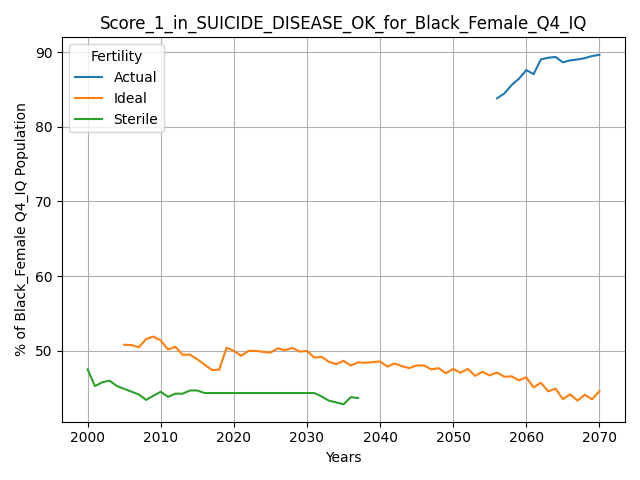 Score_1_in_SUICIDE_DISEASE_OK_for_Black_Female_Q4_IQ
Fertility
Actual
Ideal
Sterile
% of Black_Female Q4_IQ Population
90
80
70
60
50
2000 2010 2020 2030 2040 2050 2060 2070
Years